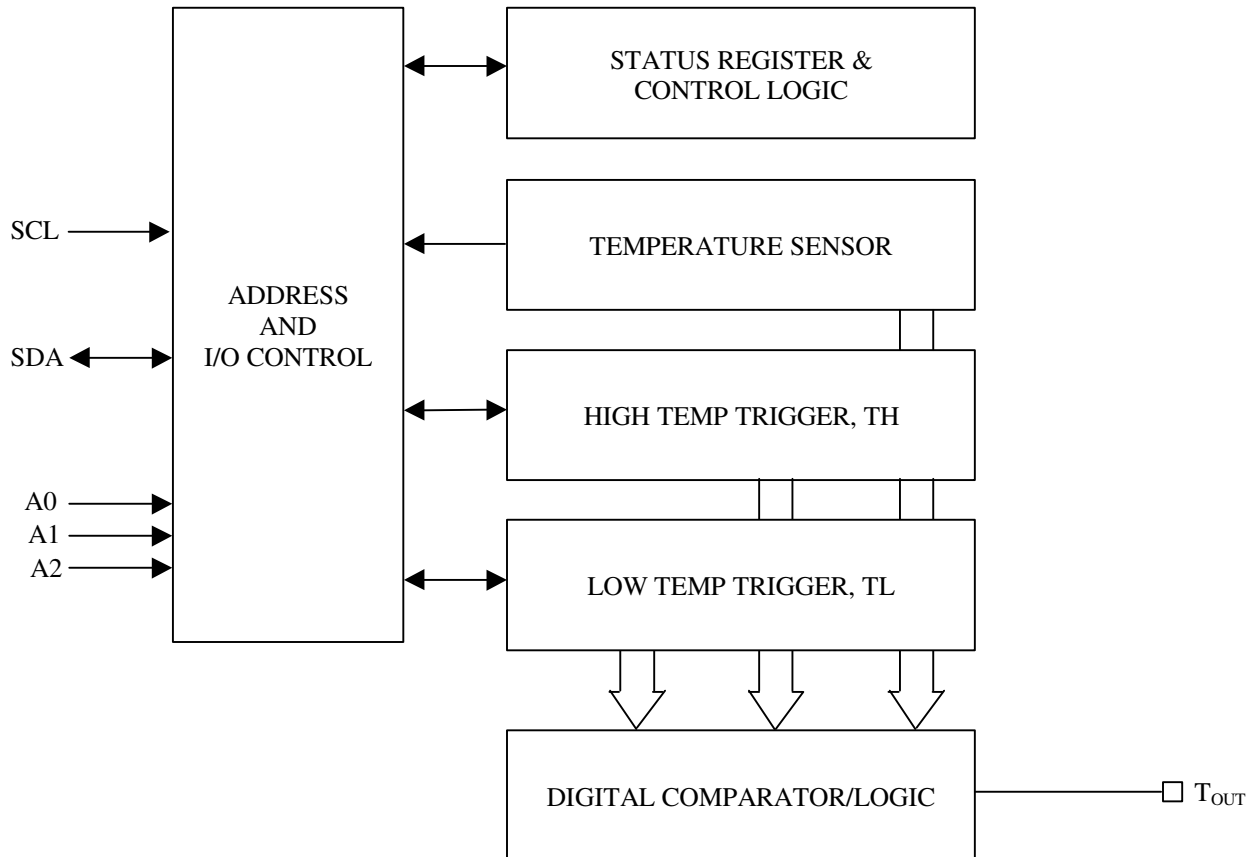 STATUS REGISTER &
CONTROL LOGIC
SCL
TEMPERATURE SENSOR
ADDRESS
AND
I/O CONTROL
SDA
HIGH TEMP TRIGGER, TH
A0
A1
A2
LOW TEMP TRIGGER, TL
DIGITAL COMPARATOR/LOGIC
TOUT